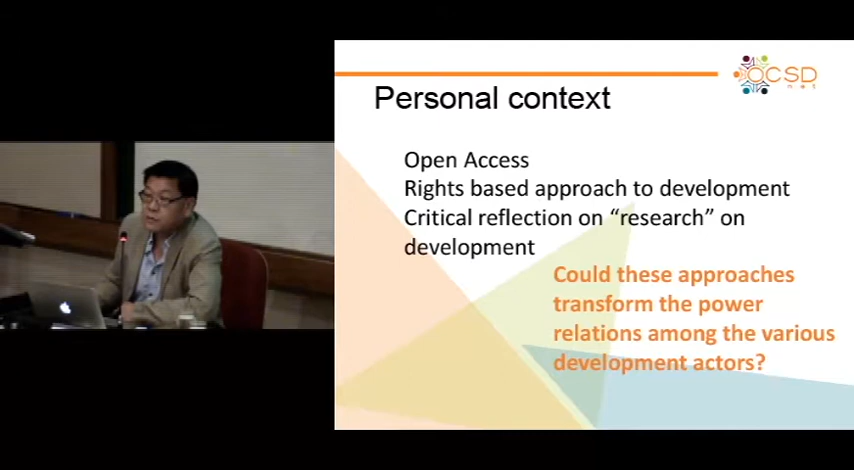 OCSD
net
Personal context
Open Access
Rights based approach to development
Critical reflection on “research” on
development
Could these approaches
transform the power
relations among the various
development actors?